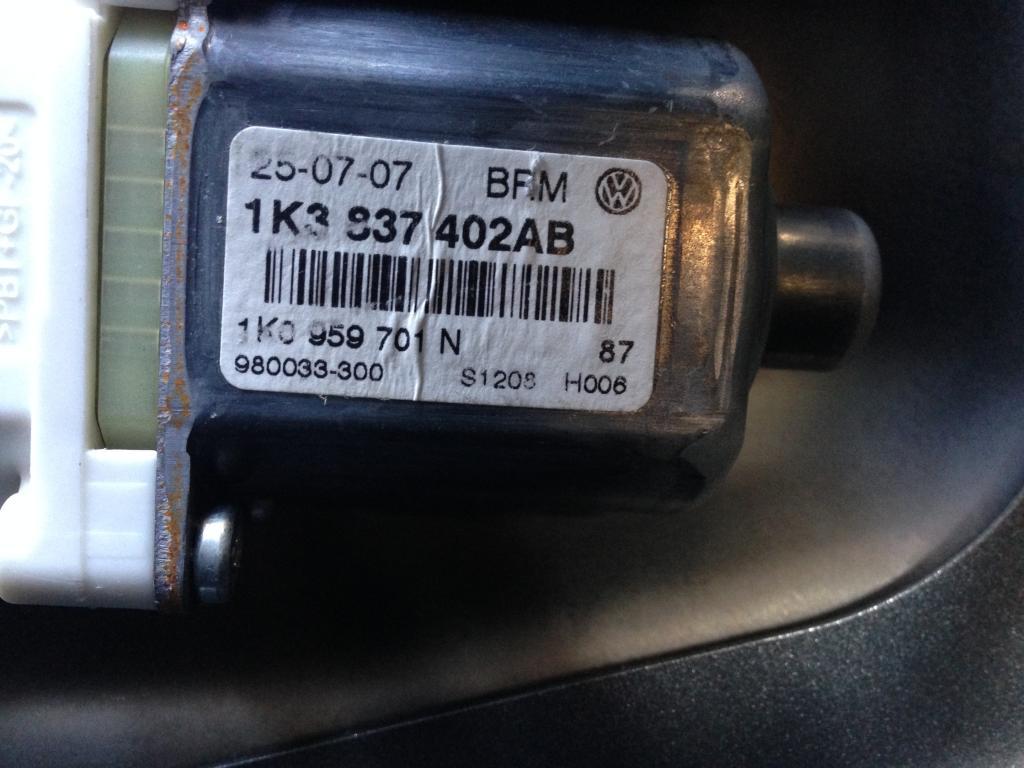 25-07-07 BRM
1K3 837 402AB
1K0 959 701 N 87
980033-300 S1208 H006